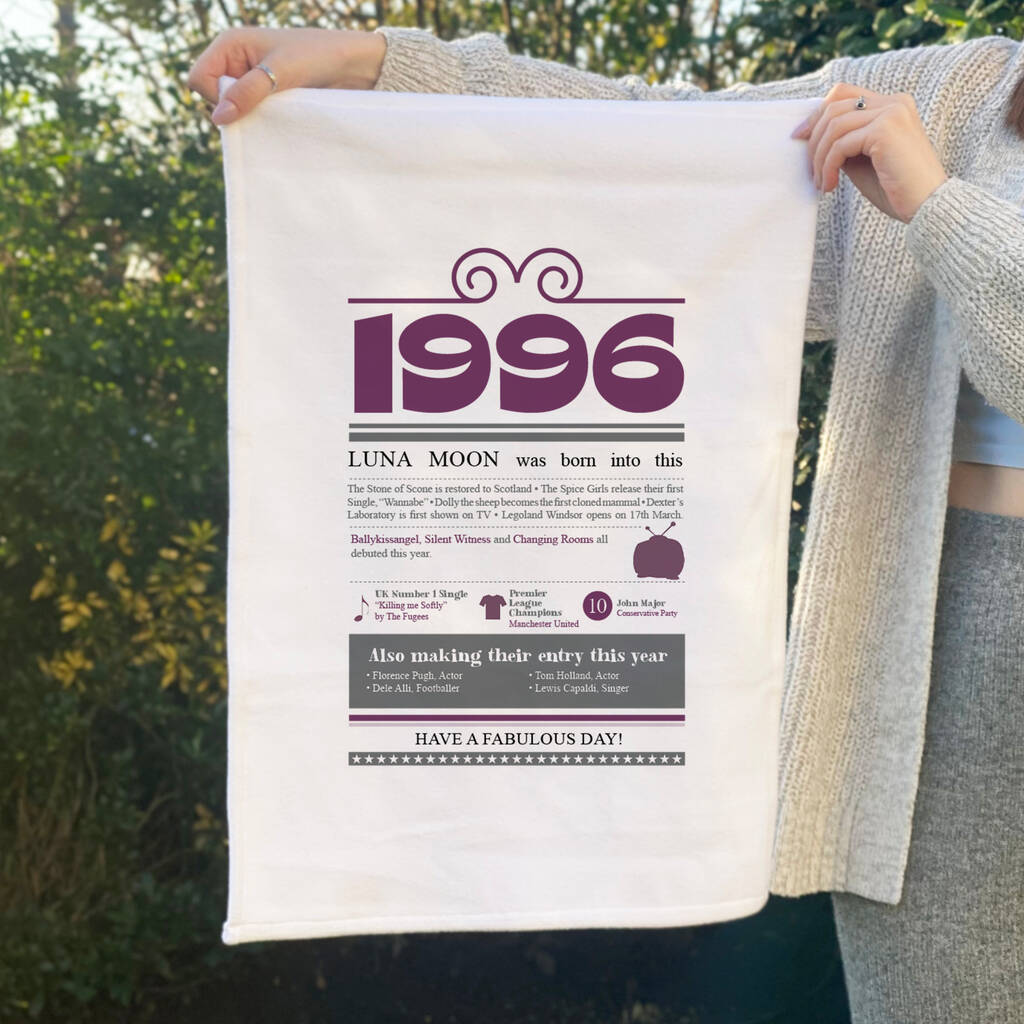 1996
LUNA MOON was born into this
The Stone of Scone is restored to Scotland • The Spice Girls release their first
Single, “Wannabe” • Dolly the sheep becomes the first cloned mammal • Dexter’s
Laboratory is first shown on TV • Legoland Windsor opens on 17th March.
Ballykissangel, Silent Witness and Changing Rooms all
debuted this year.
UK Number 1 Single
“Killing me Softly”
by The Fugees
Premier
League
Champions
Manchester United
10
John Major
Conservative Party
Also making their entry this year
• Florence Pugh, Actor
• Dele Alli, Footballer
• Tom Holland, Actor
• Lewis Capaldi, Singer
HAVE A FABULOUS DAY!